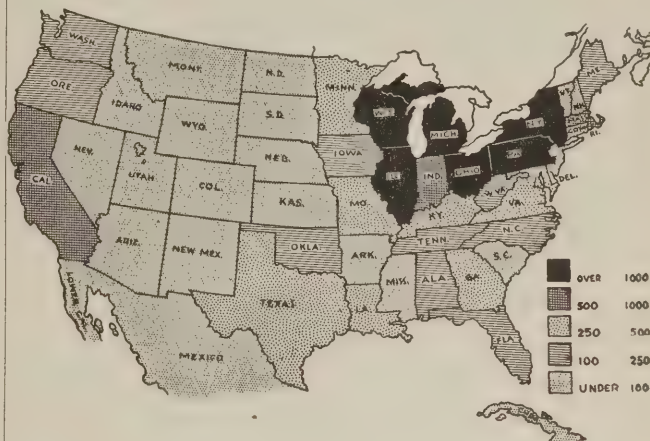 WASH.
ORE.
IDAHO
MONT.
N.D.
S.D.
MINN.
WIS.
MICH.
N.Y.
VT.
ME.
R.I.
WYO.
NEV.
UTAH
COL.
NEB.
KAS.
IOWA
ILL
IND.
OHIO
PA.
DEL.
CAL
ARIZ.
NEW MEX.
OKLA.
MO.
KY.
W.VA.
VA.
TENN.
N.C.
ARK.
S.C.
TEXAS
LA.
MISS.
ALA.
GA.
FLA.
LOWER CAL.
MEXICO
CUBA
OVER 1000
500 1000
250 500
100 250
UNDER 100